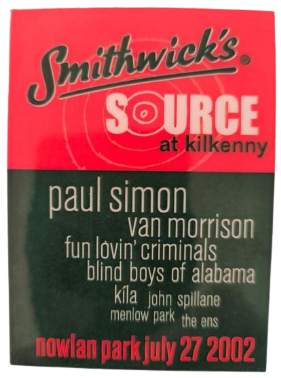 Smithwick's®
SOURCE
at kilkenny
paul simon
van morrison
fun lovin' criminals
blind boys of alabama
kíla john spillane
menlow park the ens
nowlan park july 27 2002